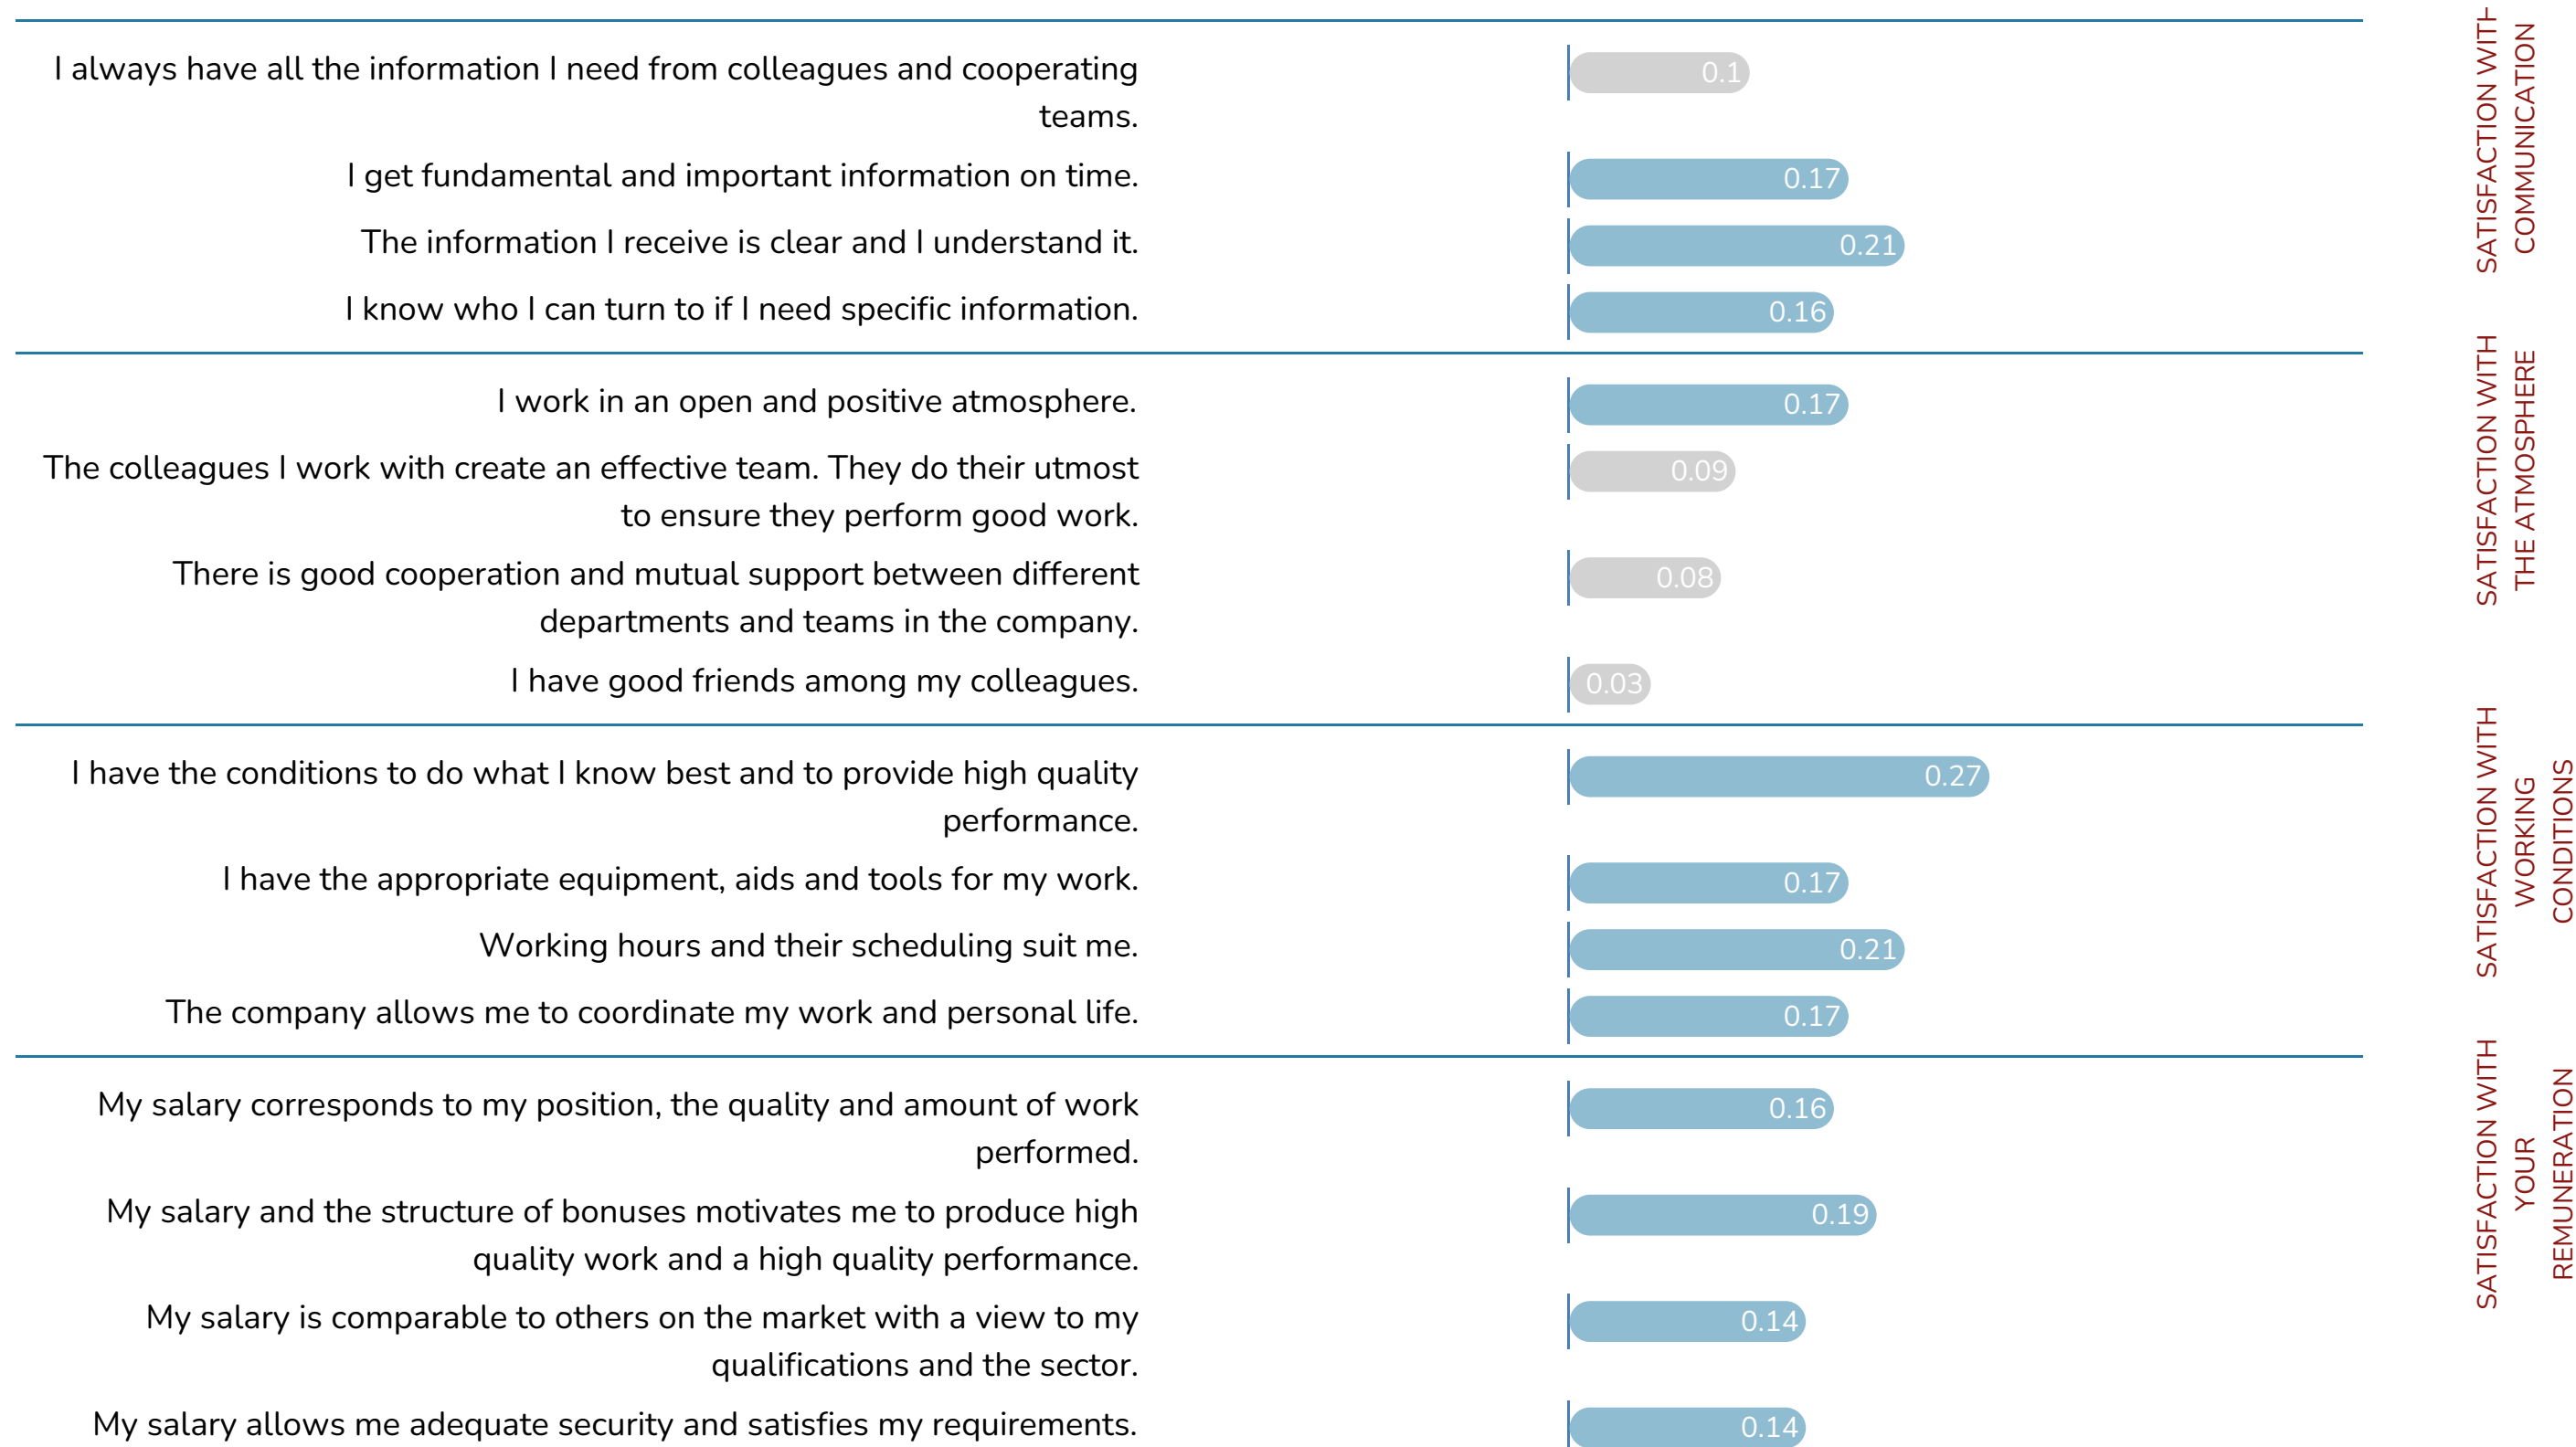 I always have all the information I need from colleagues and cooperating
teams.
0.1
I get fundamental and important information on time.
0.17
The information I receive is clear and I understand it.
0.21
I know who I can turn to if I need specific information.
0.16
SATISFACTION WITH
COMMUNICATION
I work in an open and positive atmosphere.
0.17
The colleagues I work with create an effective team. They do their utmost
to ensure they perform good work.
0.09
There is good cooperation and mutual support between different
departments and teams in the company.
0.08
I have good friends among my colleagues.
0.03
SATISFACTION WITH
THE ATMOSPHERE
I have the conditions to do what I know best and to provide high quality
performance.
0.27
I have the appropriate equipment, aids and tools for my work.
0.17
Working hours and their scheduling suit me.
0.21
The company allows me to coordinate my work and personal life.
0.17
SATISFACTION WITH
WORKING
CONDITIONS
My salary corresponds to my position, the quality and amount of work
performed.
0.16
My salary and the structure of bonuses motivates me to produce high
quality work and a high quality performance.
0.19
My salary is comparable to others on the market with a view to my
qualifications and the sector.
0.14
My salary allows me adequate security and satisfies my requirements.
0.14
SATISFACTION WITH
YOUR
REMUNERATION